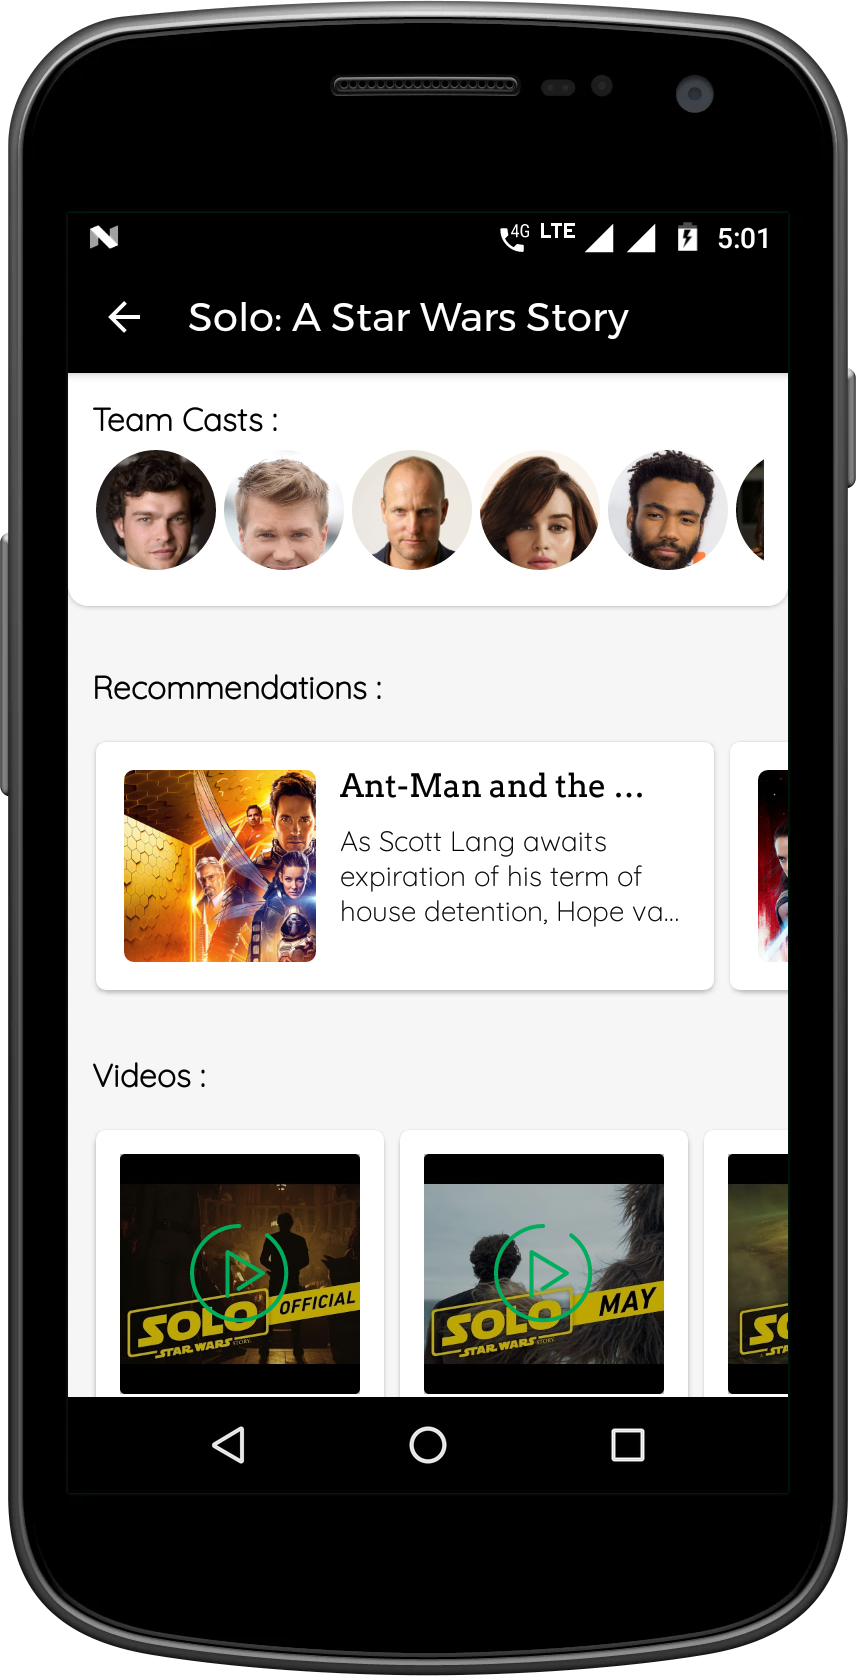 4G LTE 5:01
Solo: A Star Wars Story
Team Casts :
Recommendations :
Ant-Man and the ...
As Scott Lang awaits
expiration of his term of
house detention, Hope va...
Videos :
SOLO OFFICIAL
STAR WARS STORY
SOLO MAY
STAR WARS STORY